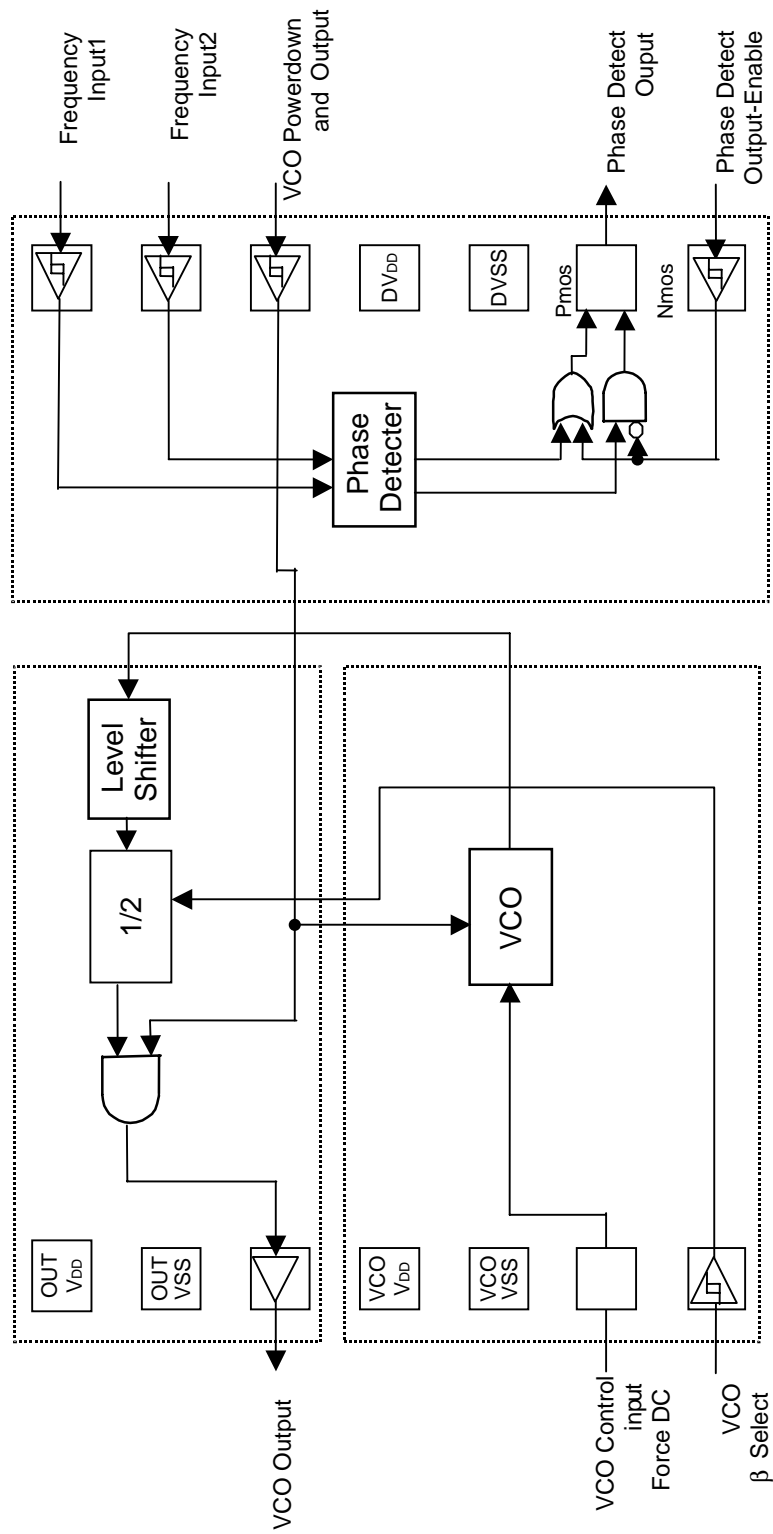 OUT
VDD
OUT
VSS
VCO Output
1/2
Level
Shifter
VCO
VDD
VCO
VSS
VCO Control
input
Force DC
VCO
β Select
VCO
Phase
Detecter
Frequency
Input1
Frequency
Input2
VCO Powerdown
and Output
DVDD
DVSS
Pmos
Phase Detect
Ouput
Nmos
Phase Detect
Output-Enable